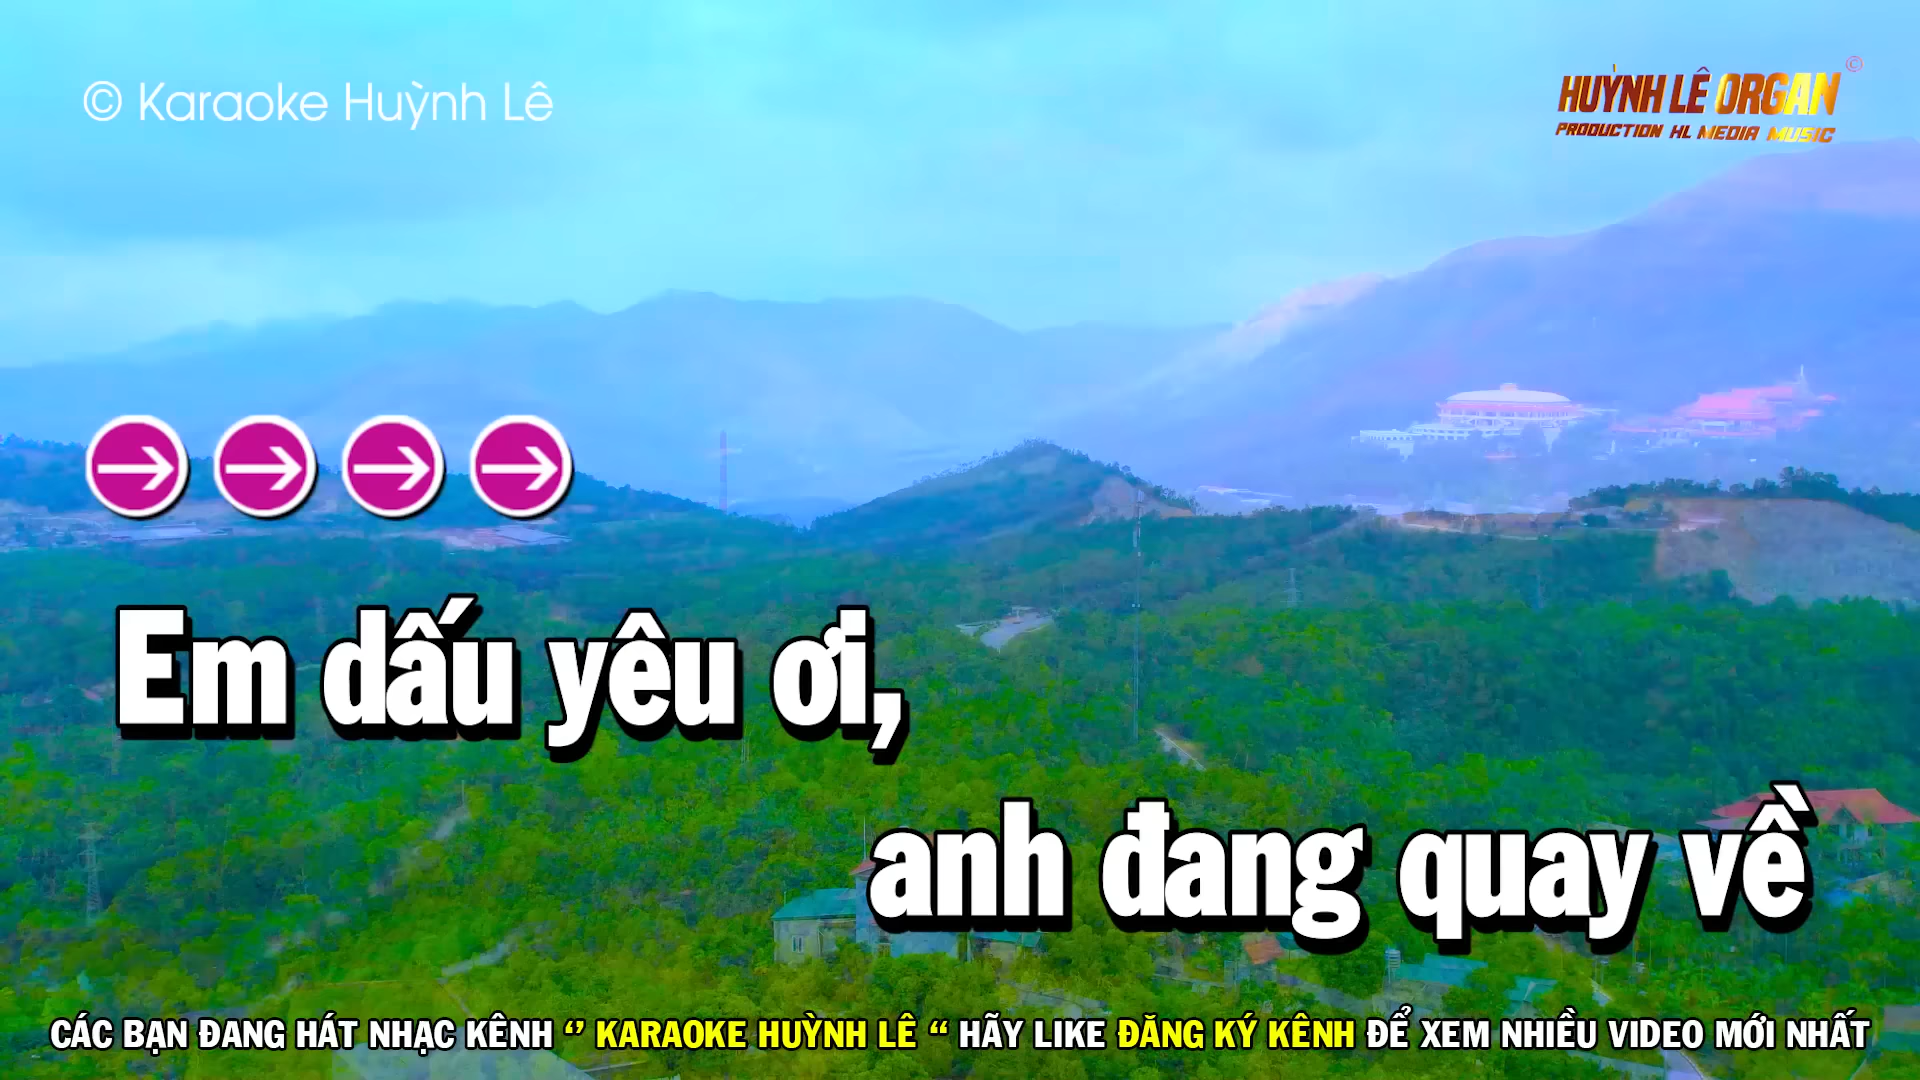 © Karaoke Huỳnh Lê
HUỲNH LÊ ORGAN ©
PRODUCTION HL MEDIA MUSIC
Em dấu yêu ơi,
anh đang quay về
CÁC BẠN ĐANG HÁT NHẠC KÊNH ‘’ KARAOKE HUỲNH LÊ “ HÃY LIKE ĐĂNG KÝ KÊNH ĐỂ XEM NHIỀU VIDEO MỚI NHẤT